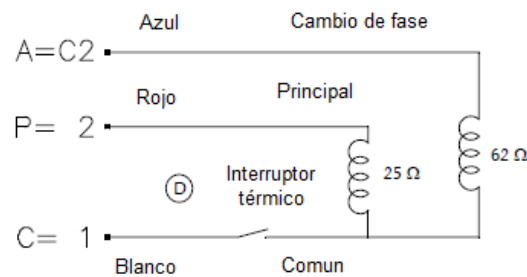 Azul Cambio de fase
A=C2
Rojo Principal
P= 2
62 Ω
25 Ω
D Interruptor
térmico
C= 1
Blanco Comun